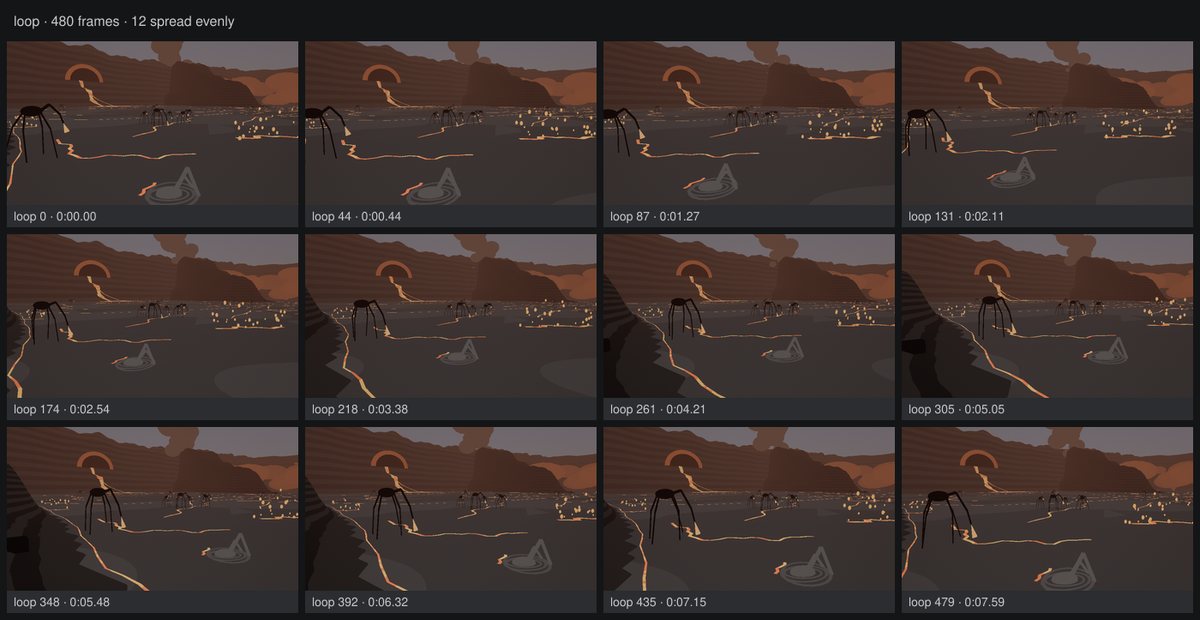 loop · 480 frames · 12 spread evenly
loop 0 · 0:00.00
loop 44 · 0:00.44
loop 87 · 0:01.27
loop 131 · 0:02.11
loop 174 · 0:02.54
loop 218 · 0:03.38
loop 261 · 0:04.21
loop 305 · 0:05.05
loop 348 · 0:05.48
loop 392 · 0:06.32
loop 435 · 0:07.15
loop 479 · 0:07.59